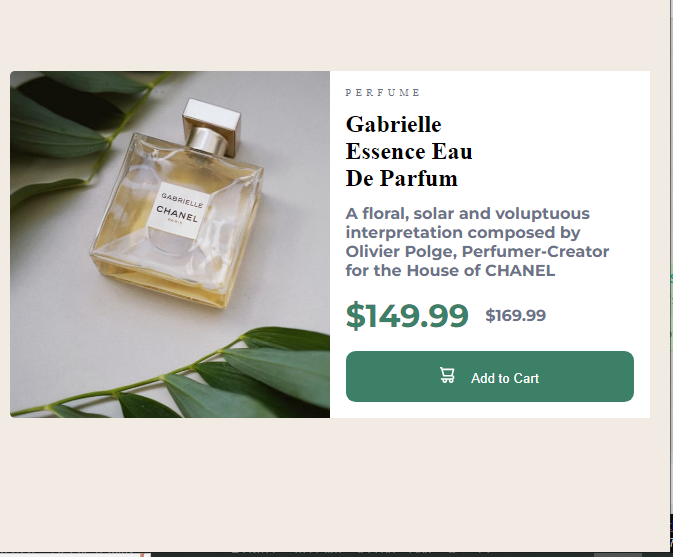 GABRIELLE
CHANEL
PARIS
PERFUME
Gabrielle
Essence Eau
De Parfum
A floral, solar and voluptuous
interpretation composed by
Olivier Polge, Perfumer-Creator
for the House of CHANEL
$149.99 $169.99
Add to Cart